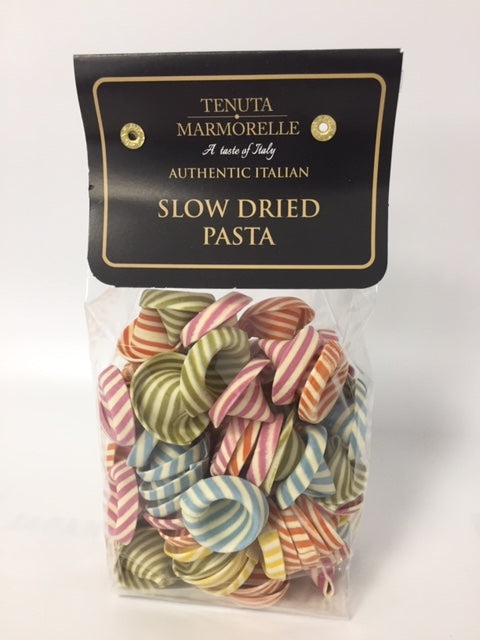 TENUTA
MARMORELLE
A taste of Italy
AUTHENTIC ITALIAN
SLOW DRIED
PASTA